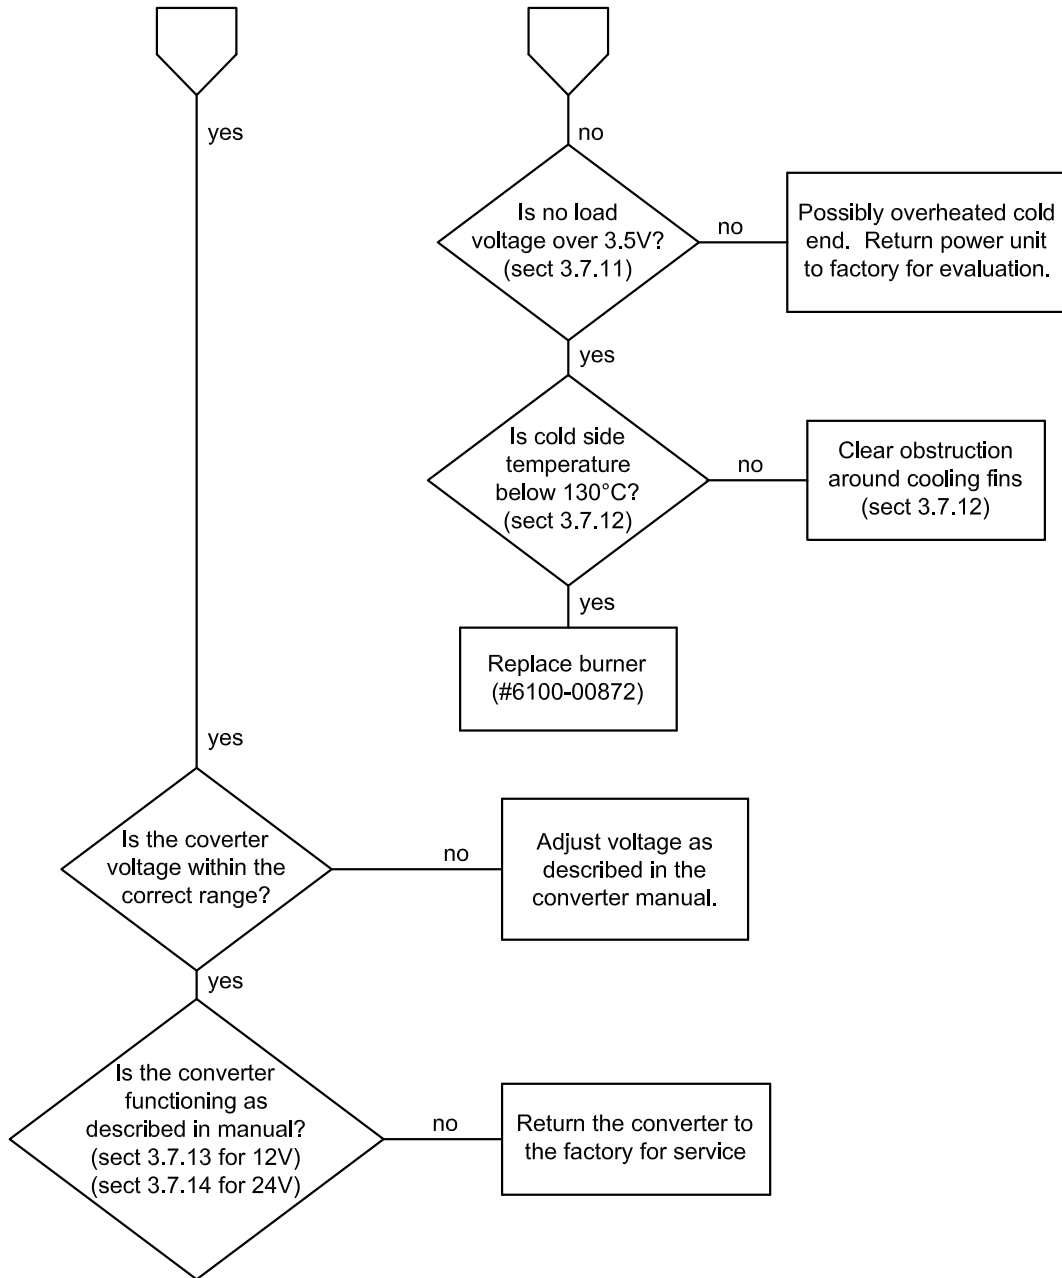 yes
no
Is no load
voltage over 3.5V?
(sect 3.7.11)
no
Possibly overheated cold
end.  Return power unit
to factory for evaluation.
yes
Is cold side
temperature
below 130°C?
(sect 3.7.12)
no
Clear obstruction
around cooling fins
(sect 3.7.12)
yes
Replace burner
(#6100-00872)
yes
Is the coverter
voltage within the
correct range?
no
Adjust voltage as
described in the
converter manual.
yes
Is the converter
functioning as
described in manual?
(sect 3.7.13 for 12V)
(sect 3.7.14 for 24V)
no
Return the converter to
the factory for service